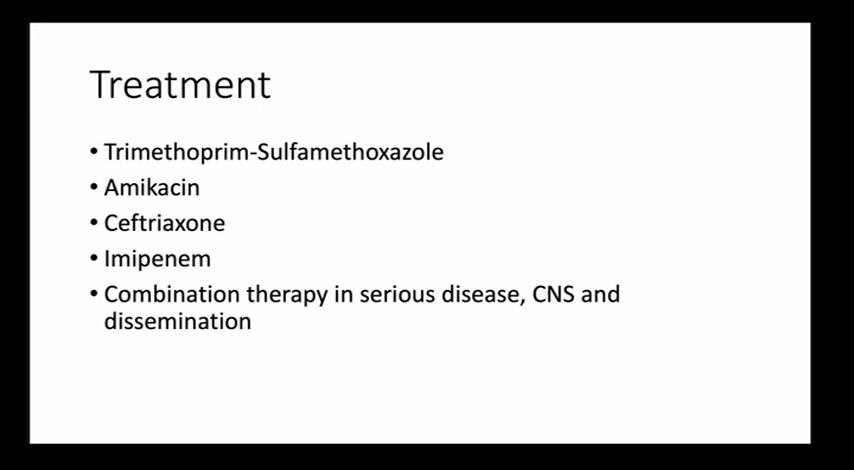 Treatment
• Trimethoprim-Sulfamethoxazole
• Amikacin
• Ceftriaxone
• Imipenem
• Combination therapy in serious disease, CNS and
dissemination